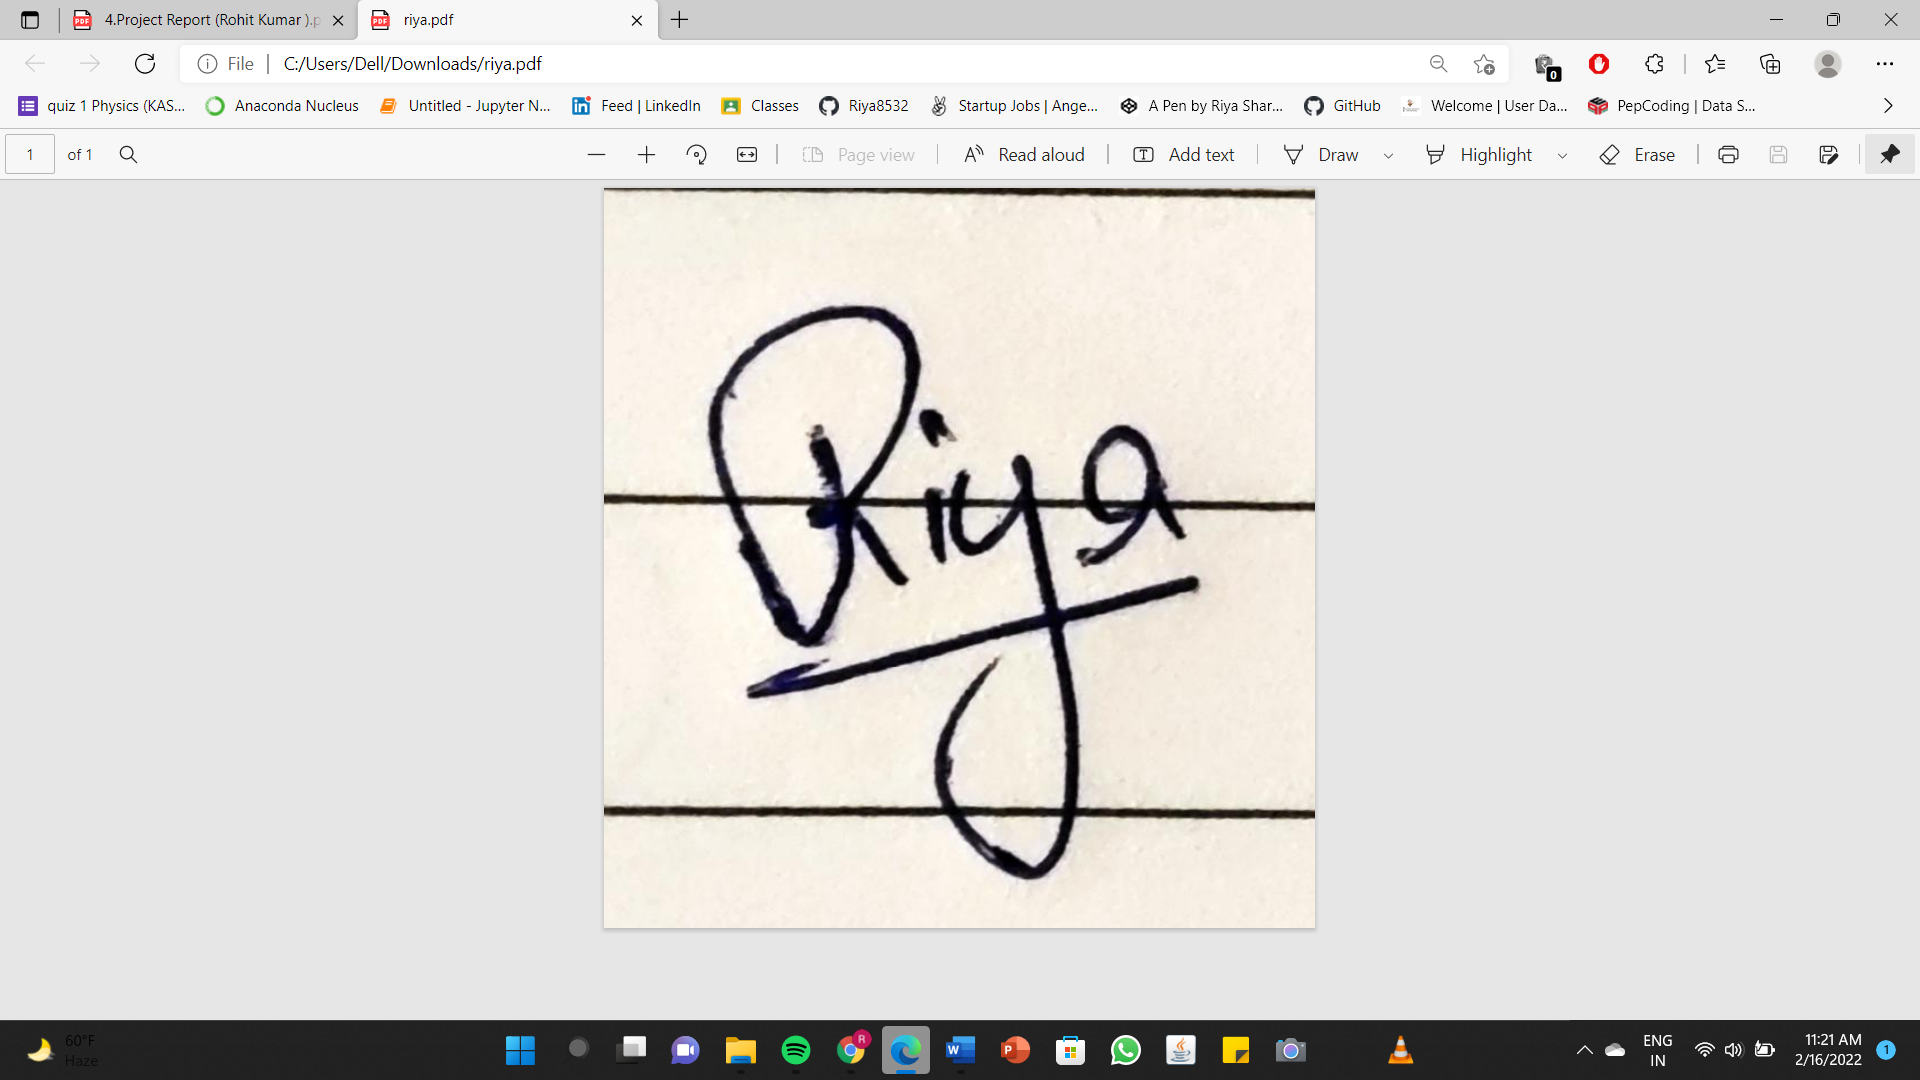 4.Project Report (Rohit Kumar ).p
riya.pdf
File
C:/Users/Dell/Downloads/riya.pdf
0
quiz 1 Physics (KAS...
Anaconda Nucleus
Untitled - Jupyter N...
Feed | LinkedIn
Classes
Riya8532
Startup Jobs | Ange...
A Pen by Riya Shar...
GitHub
Welcome | User Da...
PepCoding | Data S...
1 of 1
Page view
Read aloud
Add text
Draw
Highlight
Erase
Riya
60°F
Haze
R
ENG
IN
11:21 AM
2/16/2022
1